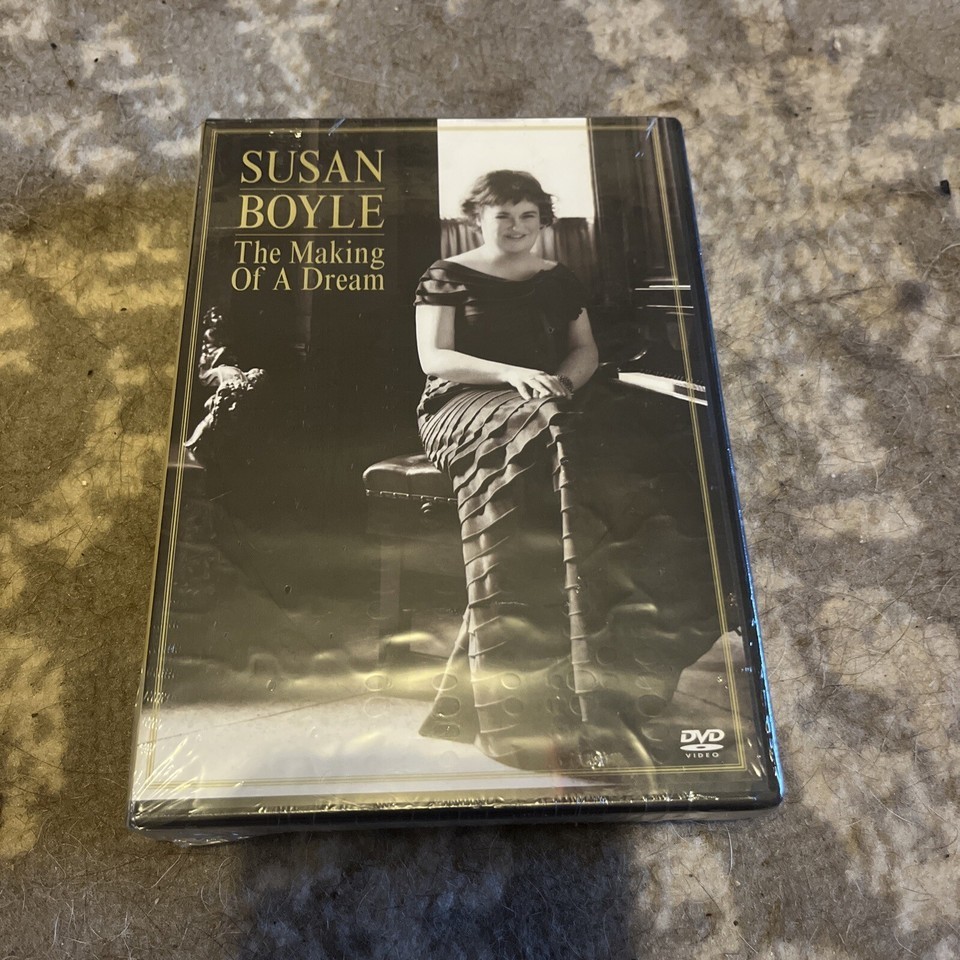 SUSAN
BOYLE
The Making
Of A Dream
DVD
VIDEO